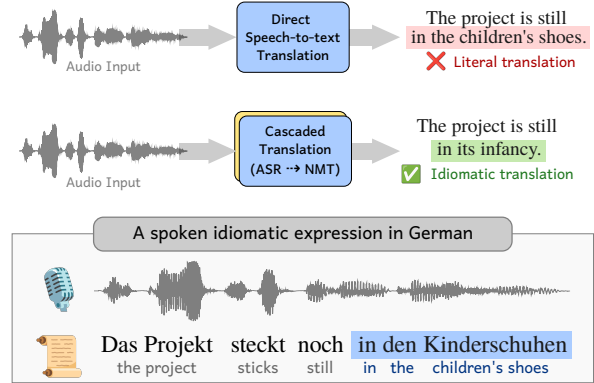 Direct
Speech-to-text
Translation
Audio Input
The project is still
in the children's shoes.
❌ Literal translation
Cascaded
Translation
(ASR ⇢ NMT)
Audio Input
The project is still
in its infancy.
✅ Idiomatic translation
A spoken idiomatic expression in German
Das Projekt steckt noch in den Kinderschuhen
the project sticks still in the children's shoes